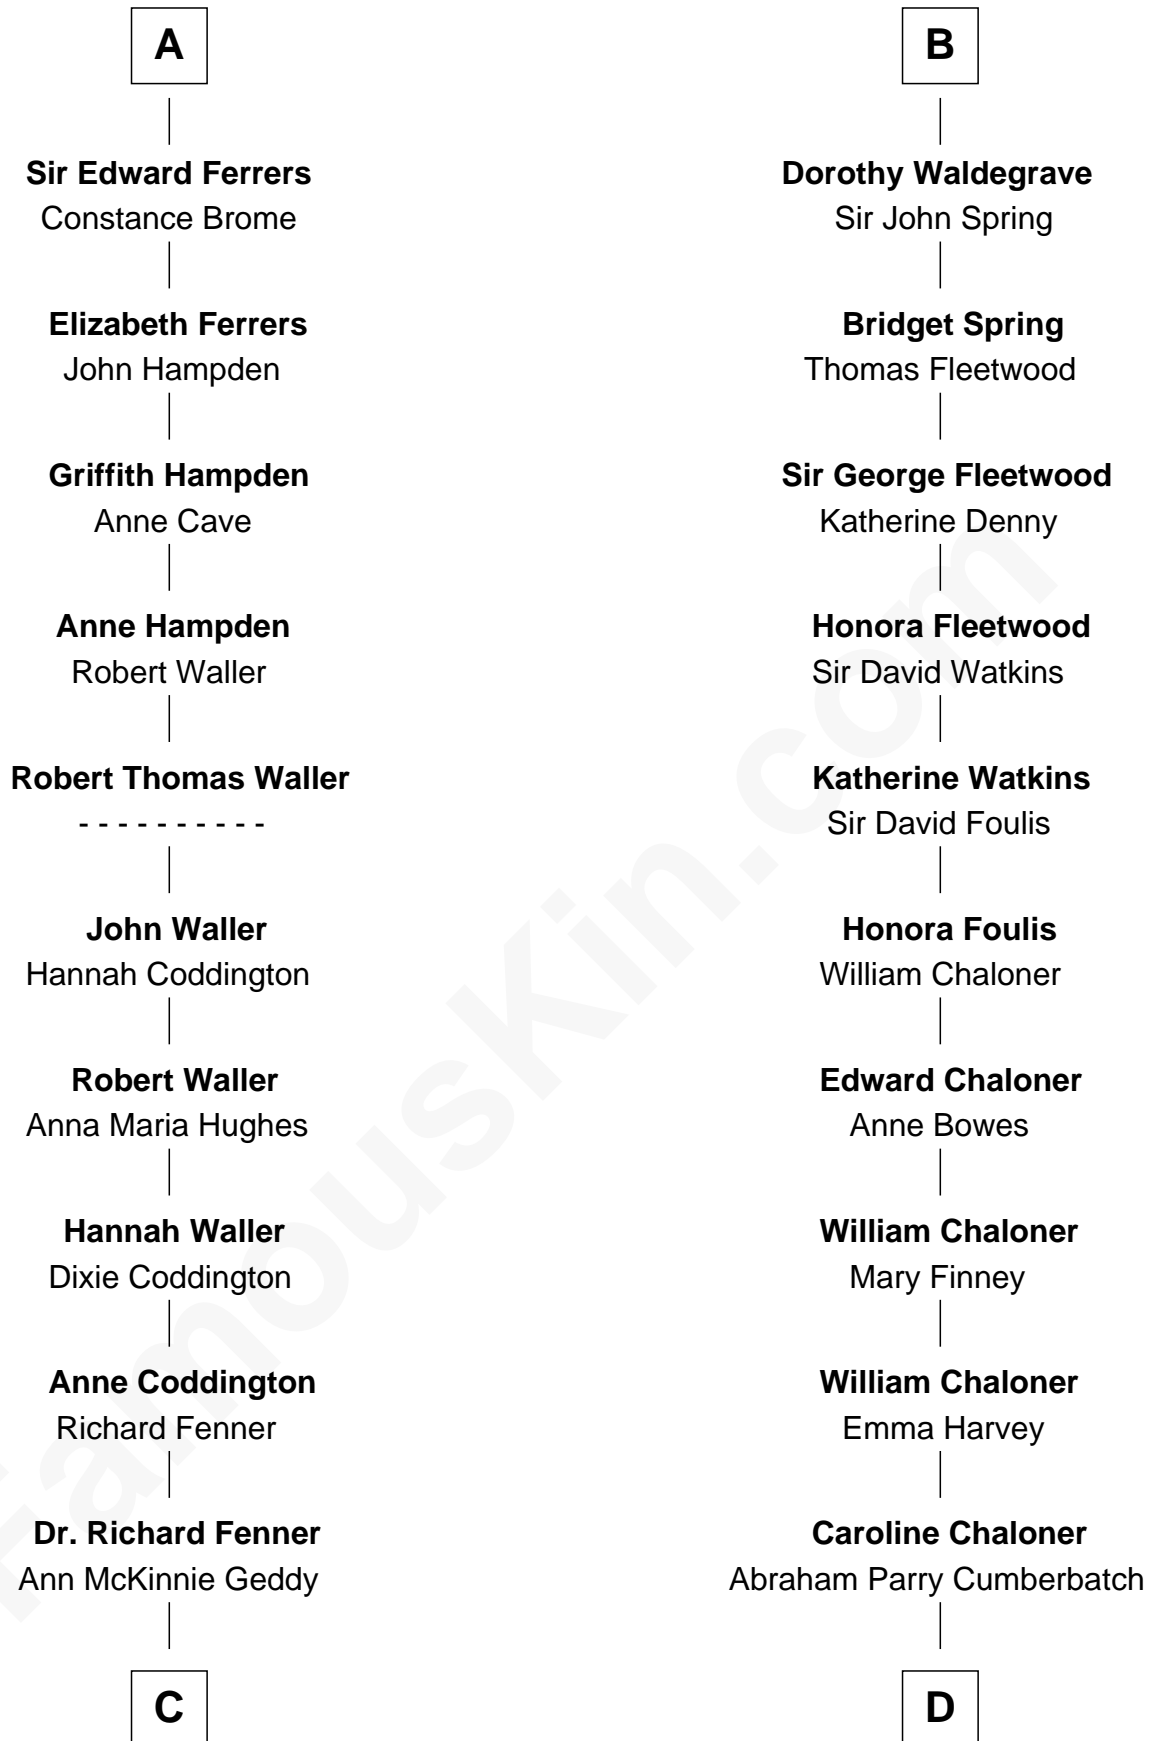 A
Sir Edward Ferrers
Constance Brome
Elizabeth Ferrers
John Hampden
Griffith Hampden
Anne Cave
Anne Hampden
Robert Waller
Robert Thomas Waller
- - - - - - - - - -
John Waller
Hannah Coddington
Robert Waller
Anna Maria Hughes
Hannah Waller
Dixie Coddington
Anne Coddington
Richard Fenner
Dr. Richard Fenner
Ann McKinnie Geddy
C
B
Dorothy Waldegrave
Sir John Spring
Bridget Spring
Thomas Fleetwood
Sir George Fleetwood
Katherine Denny
Honora Fleetwood
Sir David Watkins
Katherine Watkins
Sir David Foulis
Honora Foulis
William Chaloner
Edward Chaloner
Anne Bowes
William Chaloner
Mary Finney
William Chaloner
Emma Harvey
Caroline Chaloner
Abraham Parry Cumberbatch
D
FamousKin.com